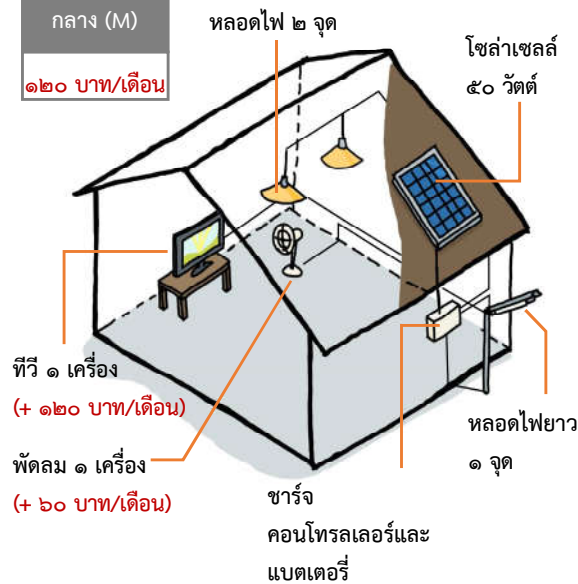 กลาง (M)
๑๒๐ บาท/เดือน
หลอดไฟ ๒ จุด
โซล่าเซลล์
๕๐ วัตต์
ทีวี ๑ เครื่อง
(+ ๑๒๐ บาท/เดือน)
พัดลม ๑ เครื่อง
(+ ๖๐ บาท/เดือน)
หลอดไฟยาว
๑ จุด
ชาร์จ
คอนโทรลเลอร์และ
แบตเตอรี่